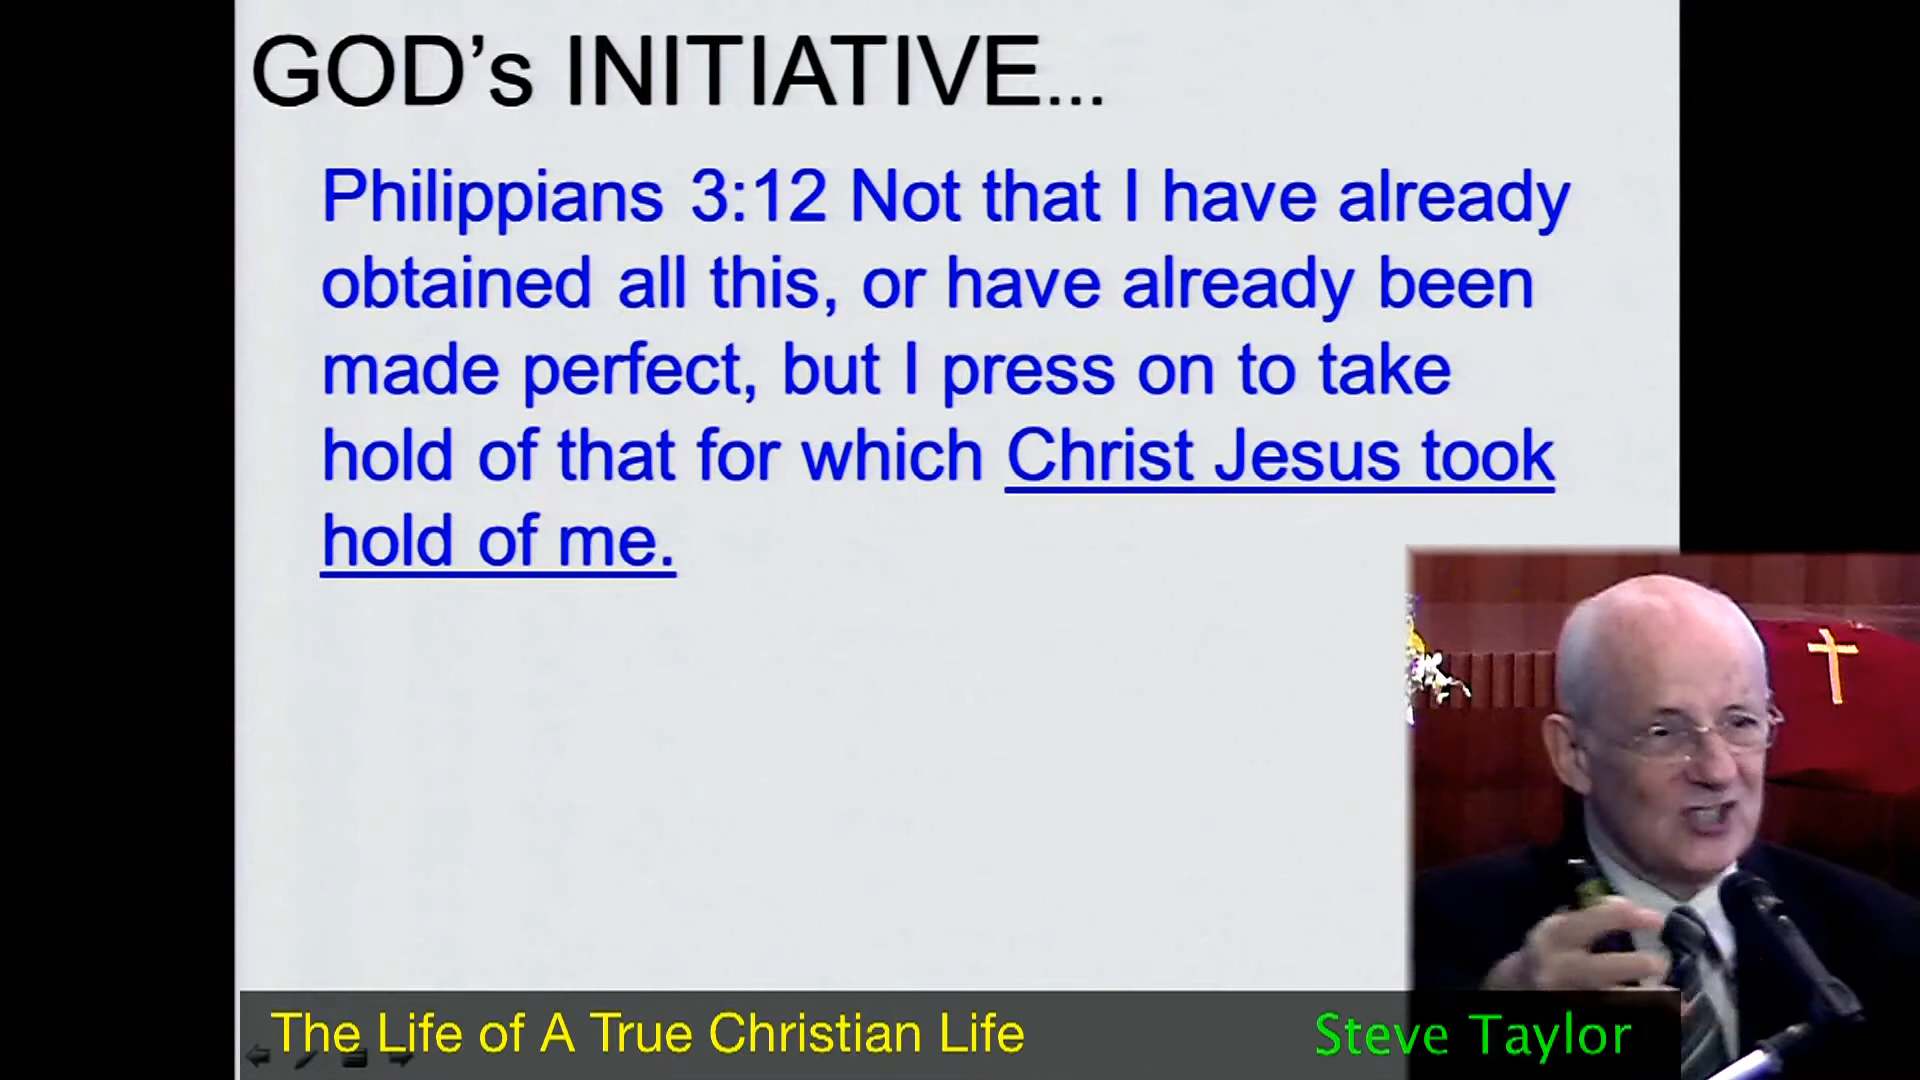 GOD’s INITIATIVE...
Philippians 3:12 Not that I have already
obtained all this, or have already been
made perfect, but I press on to take
hold of that for which Christ Jesus took
hold of me.
The Life of A True Christian Life
Steve Taylor